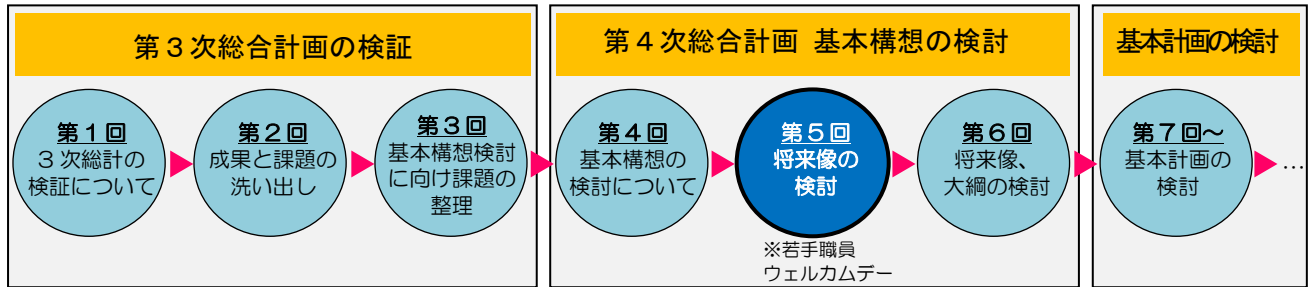 第３次総合計画の検証
第１回
３次総計の
検証について
第２回
成果と課題の
洗い出し
第３回
基本構想検討
に向け課題の
整理
第４次総合計画 基本構想の検討
第４回
基本構想の
検討について
第５回
将来像の
検討
※若手職員
ウェルカムデー
第６回
将来像、
大綱の検討
基本計画の検討
第７回～
基本計画の
検討
…